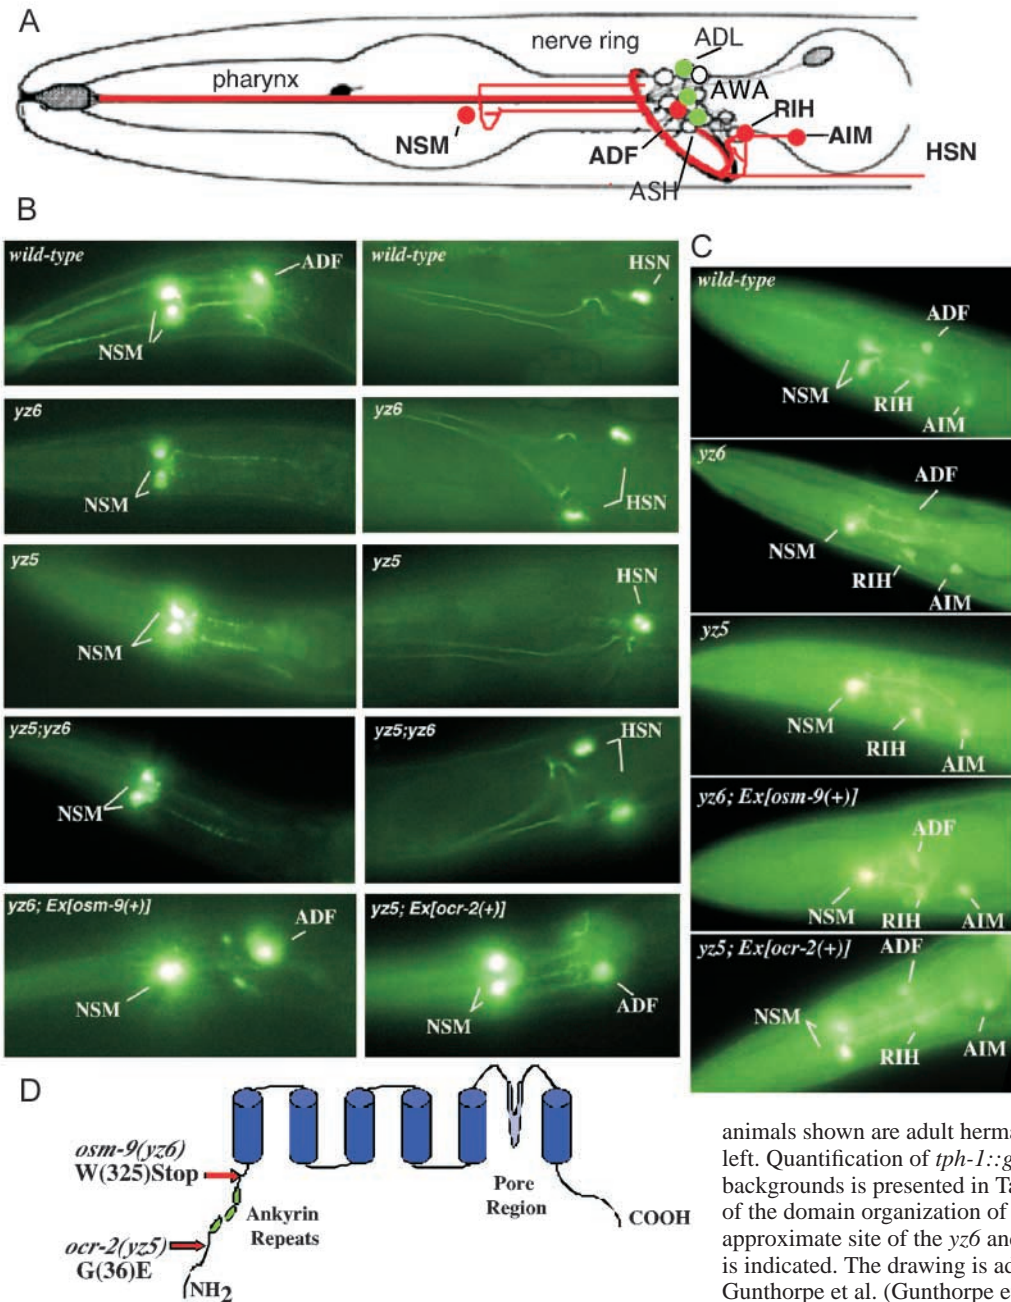 A
nerve ring
ADL
pharynx
AWA
RIH
NSM
ADF
AIM
HSN
ASH
B
wild-type
ADF
NSM
wild-type
HSN
yz6
NSM
yz6
HSN
yz5
NSM
yz5
HSN
yz5;yz6
NSM
yz5;yz6
HSN
yz6; Ex[osm-9(+)]
ADF
NSM
yz5; Ex[ocr-2(+)]
NSM
ADF
C
wild-type
ADF
NSM
RIH
AIM
yz6
ADF
NSM
RIH
AIM
yz5
NSM
RIH
AIM
yz6; Ex[osm-9(+)]
ADF
NSM
RIH
AIM
yz5; Ex[ocr-2(+)]
ADF
NSM
RIH
AIM
D
osm-9(yz6)
W(325)Stop
Ankyrin
Repeats
Pore
Region
COOH
ocr-2(yz5)
G(36)E
NH2
animals shown are adult herma
left. Quantification of tph-1::g
backgrounds is presented in Ta
of the domain organization of
approximate site of the yz6 and
is indicated. The drawing is ad
Gunthorpe et al. (Gunthorpe e